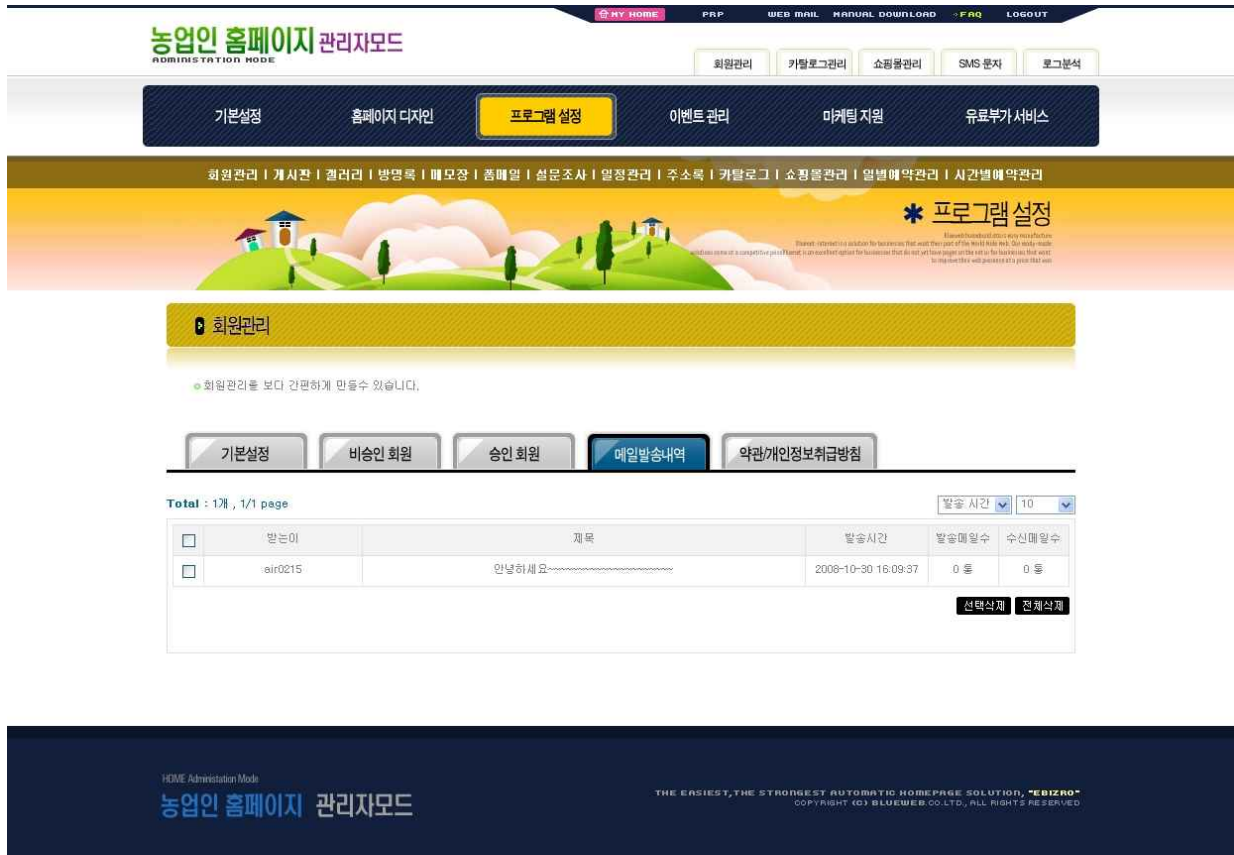 MY HOME PRP WEB MAIL MANUAL DOWNLOAD FAQ LOGOUT
농업인 홈페이지 관리자모드
ADMINISTATION MODE
회원관리 카탈로그관리 쇼핑몰관리 SMS 문자 로그분석
기본설정 홈페이지 디자인 프로그램 설정 이벤트 관리 마케팅 지원 유료부가 서비스
회원관리 l 게시판 l 갤러리 l 방명록 l 메모장 l 폼메일 l 설문조사 l 일정관리 l 주소록 l 카탈로그 l 쇼핑몰관리 l 일별예약관리 l 시간별예약관리
* 프로그램 설정
회원관리
회원관리를 보다 간편하게 만들수 있습니다.
기본설정 비승인 회원 승인 회원 메일발송내역 약관/개인정보취급방침
Total : 1개 , 1/1 page 발송 시간 10
받는이 제목 발송시간 발송메일수 수신메일수
air0215 안녕하세요~~~~~~~~~~~~~~~~~~~~~ 2008-10-30 16:09:37 0 통 0 통
선택삭제 전체삭제
HOME Administation Mode
농업인 홈페이지 관리자모드
THE EASIEST,THE STRONGEST AUTOMATIC HOMEPAGE SOLUTION, "EBIZRO"
COPYRIGHT (C) BLUEWEB.CO.LTD., ALL RIGHTS RESERVED